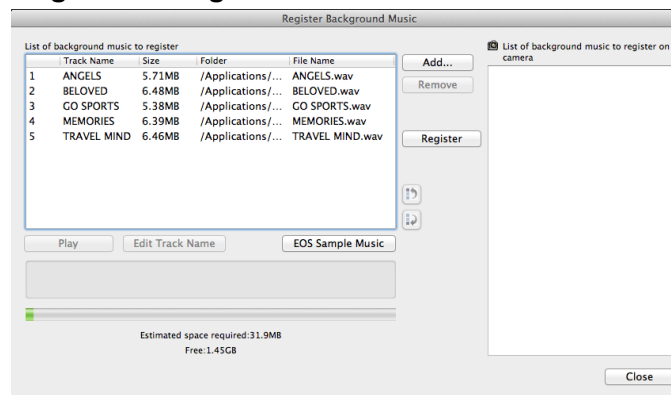 Register Background Music
List of background music to register
Track Name Size Folder File Name
1 ANGELS 5.71MB /Applications/... ANGELS.wav
2 BELOVED 6.48MB /Applications/... BELOVED.wav
3 GO SPORTS 5.38MB /Applications/... GO SPORTS.wav
4 MEMORIES 6.39MB /Applications/... MEMORIES.wav
5 TRAVEL MIND 6.46MB /Applications/... TRAVEL MIND.wav
Add...
Remove
Register
Play Edit Track Name EOS Sample Music
Estimated space required:31.9MB
Free:1.45GB
List of background music to register on
camera
Close